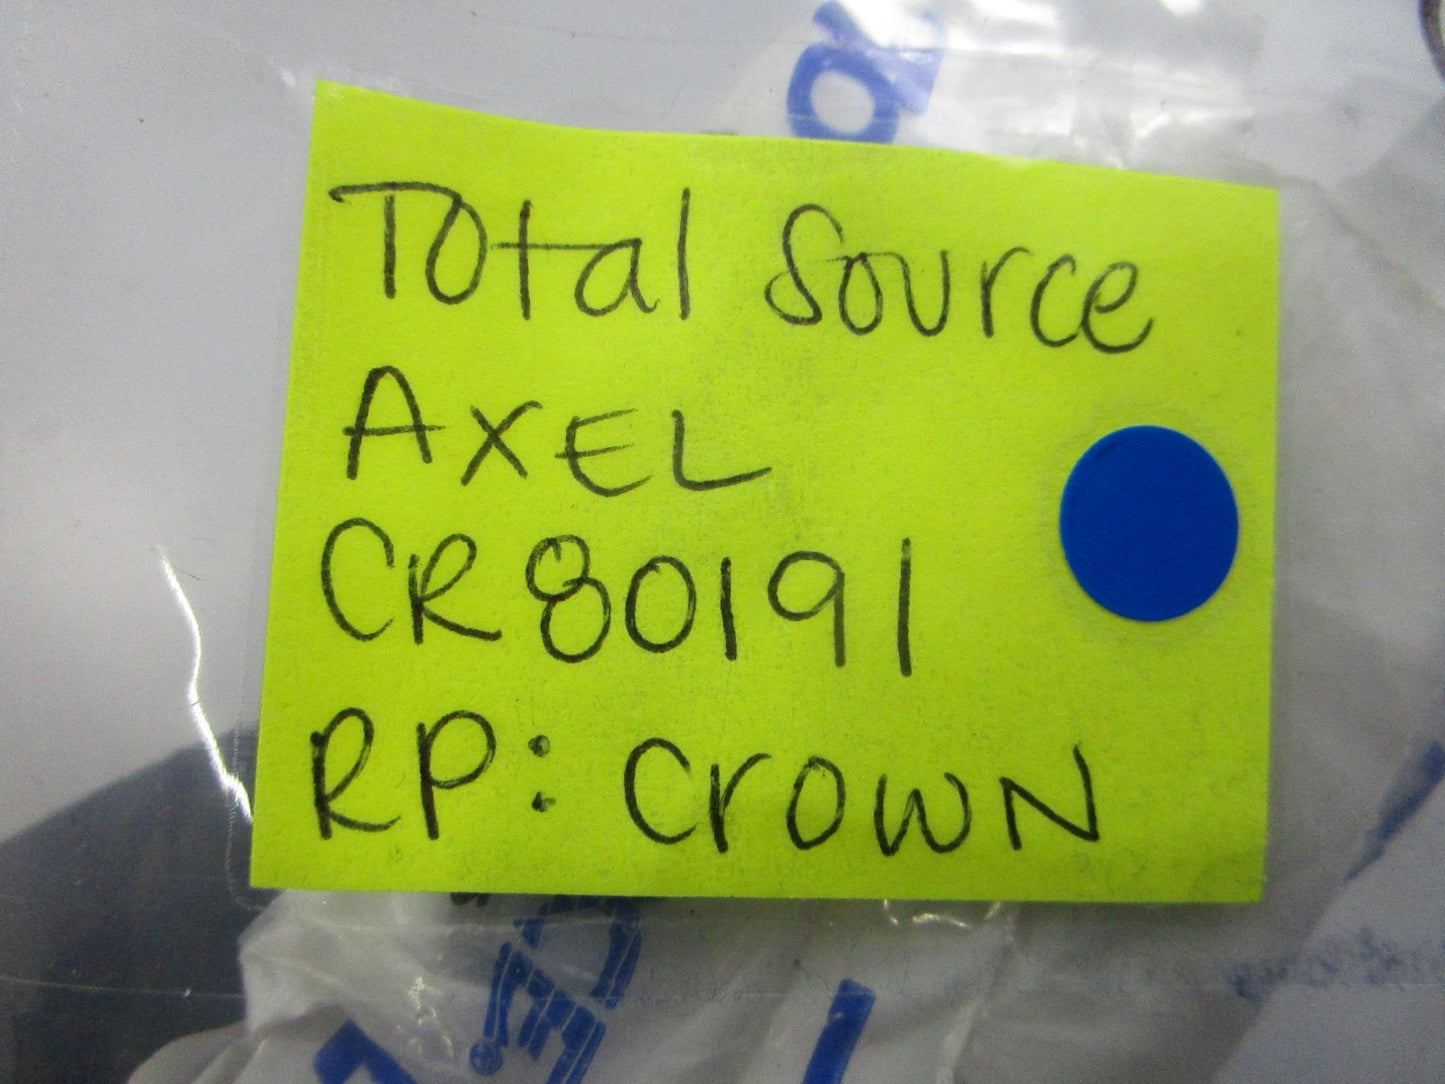 Total Source
AXEL
CR80191
RP: CROWN